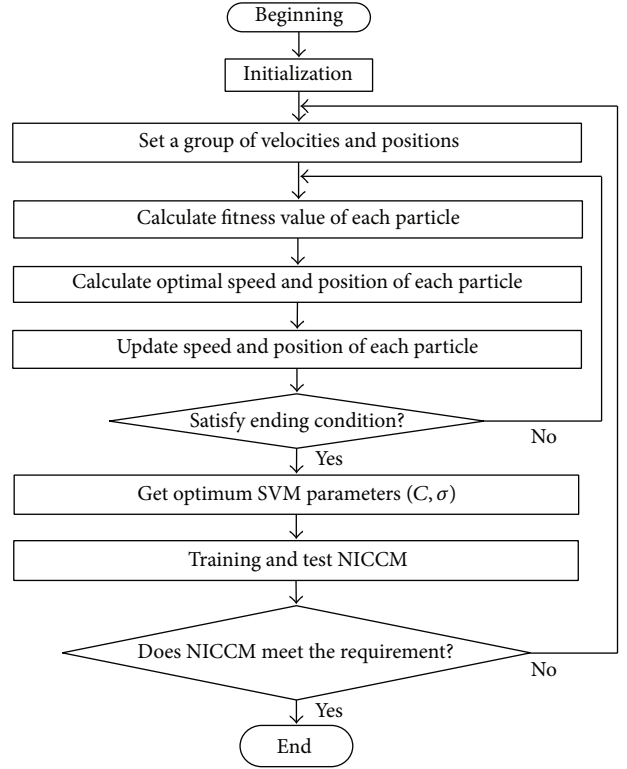 Beginning
Initialization
Set a group of velocities and positions
Calculate fitness value of each particle
Calculate optimal speed and position of each particle
Update speed and position of each particle
Satisfy ending condition?
No
Yes
Get optimum SVM parameters (C, σ)
Training and test NICCM
Does NICCM meet the requirement?
No
Yes
End